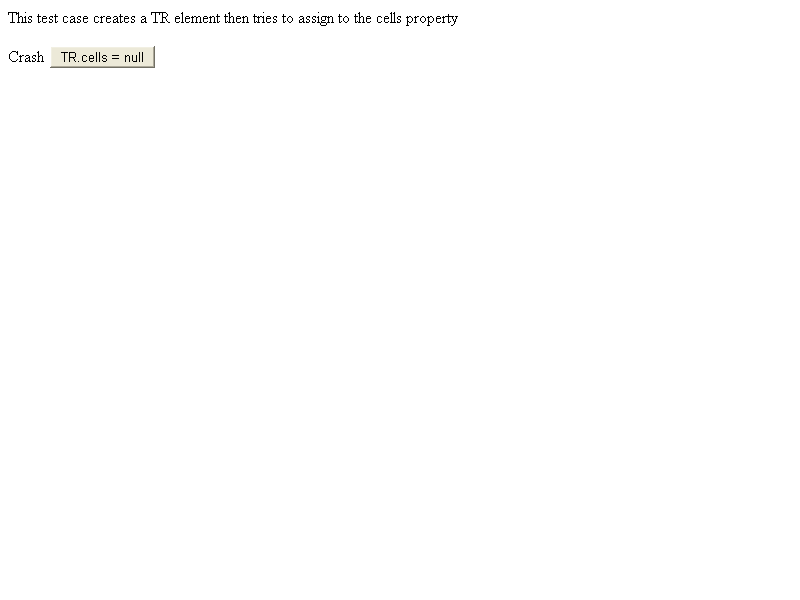 This test case creates a TR element then tries to assign to the cells property
Crash TR.cells = null